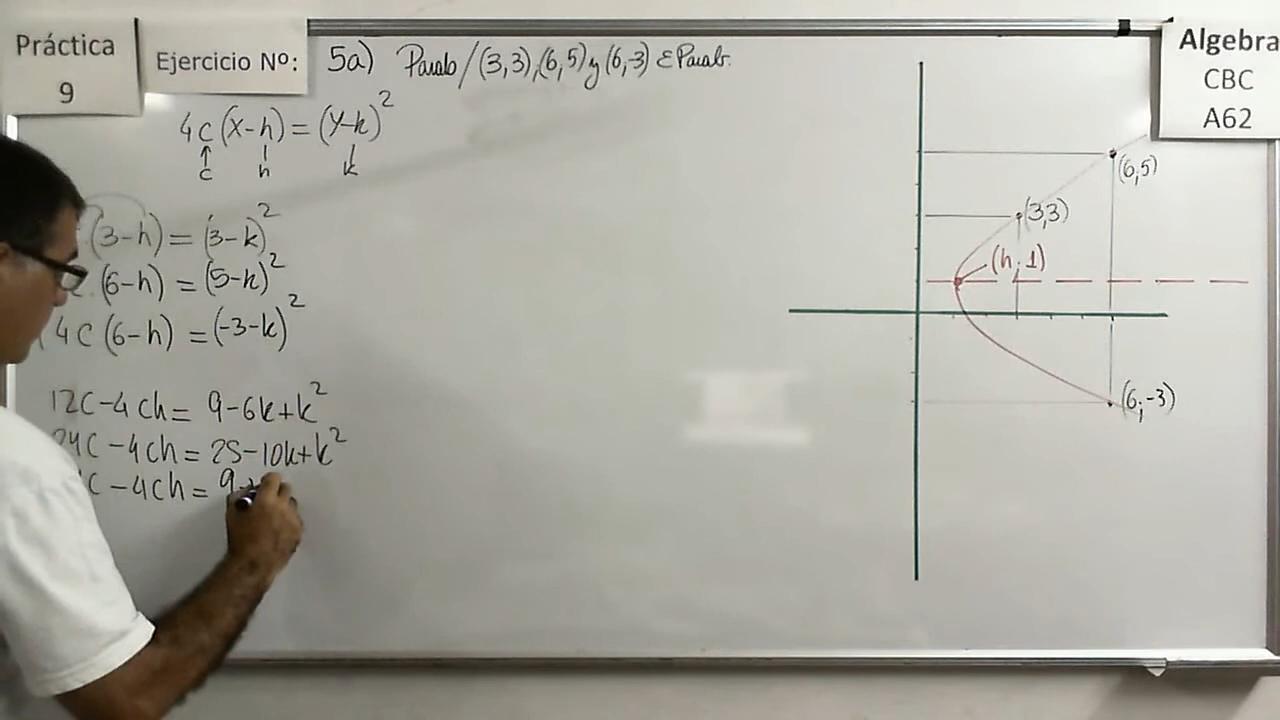 Práctica
9
Ejercicio Nº:
5a) Parab/(3,3),(6,5) y (6,-3) ε Parab.
Algebra
CBC
A62
4c(x-h)=(y-k)²
c h k
(3-h)=(3-k)²
(6-h)=(5-k)²
4C(6-h)=(-3-k)²
12C-4Ch=9-6k+k²
24C-4Ch=25-10k+k²
C-4Ch=9+
(6,5)
(3,3)
(h,1)
(6,-3)